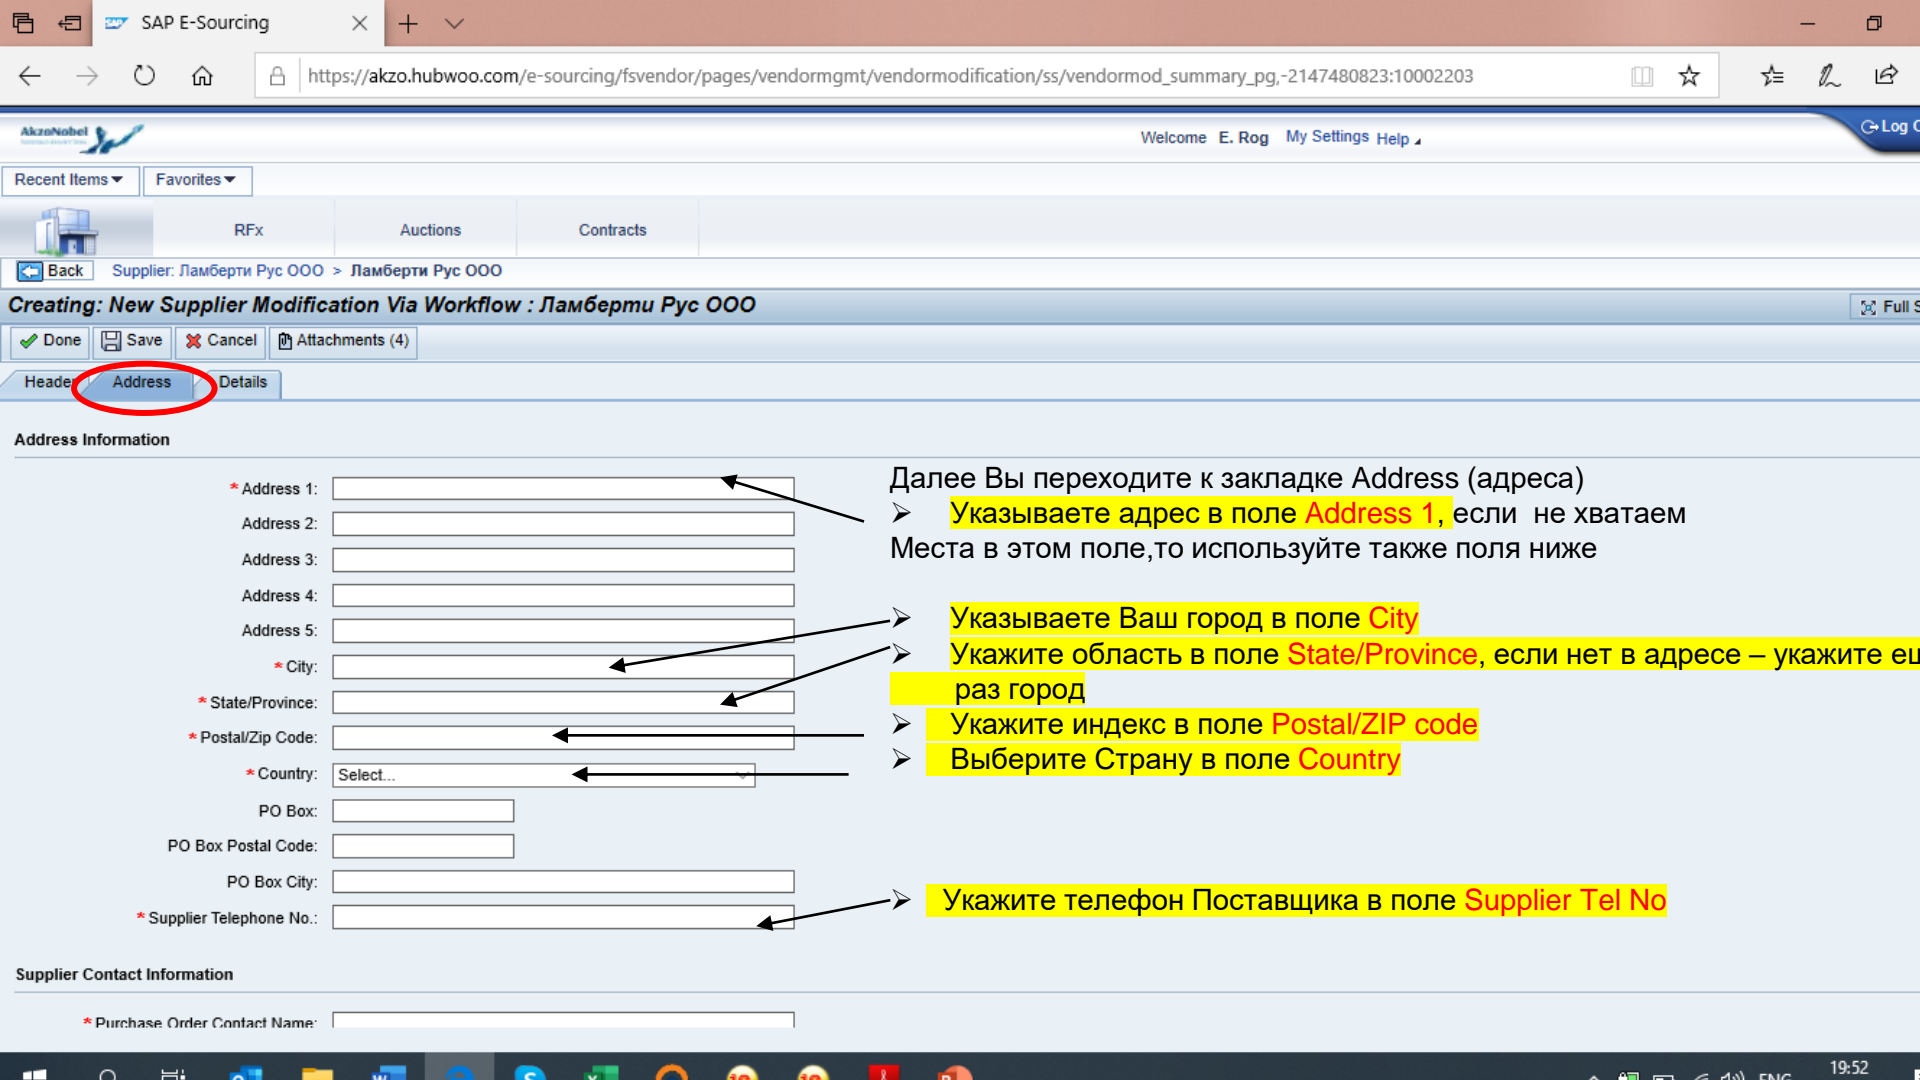 SAP E-Sourcing
https://akzo.hubwoo.com/e-sourcing/fsvendor/pages/vendormgmt/vendormodification/ss/vendormod_summary_pg,-2147480823:10002203
AkzoNobel
Welcome E. Rog My Settings Help
Log
Recent Items Favorites
RFx Auctions Contracts
Back Supplier: Ламберти Рус ООО > Ламберти Рус ООО
Creating: New Supplier Modification Via Workflow : Ламберти Рус ООО
Full S
Done Save Cancel Attachments (4)
Header Address Details
Address Information
* Address 1:
Address 2:
Address 3:
Address 4:
Address 5:
* City:
* State/Province:
* Postal/Zip Code:
* Country: Select...
PO Box:
PO Box Postal Code:
PO Box City:
* Supplier Telephone No.:
Далее Вы переходите к закладке Address (адреса)
➢ Указываете адрес в поле Address 1, если не хватаем
Места в этом поле,то используйте также поля ниже
➢ Указываете Ваш город в поле City
➢ Укажите область в поле State/Province, если нет в адресе – укажите ещ
раз город
➢ Укажите индекс в поле Postal/ZIP code
➢ Выберите Страну в поле Country
➢ Укажите телефон Поставщика в поле Supplier Tel No
Supplier Contact Information
* Purchase Order Contact Name:
19:52
ENG